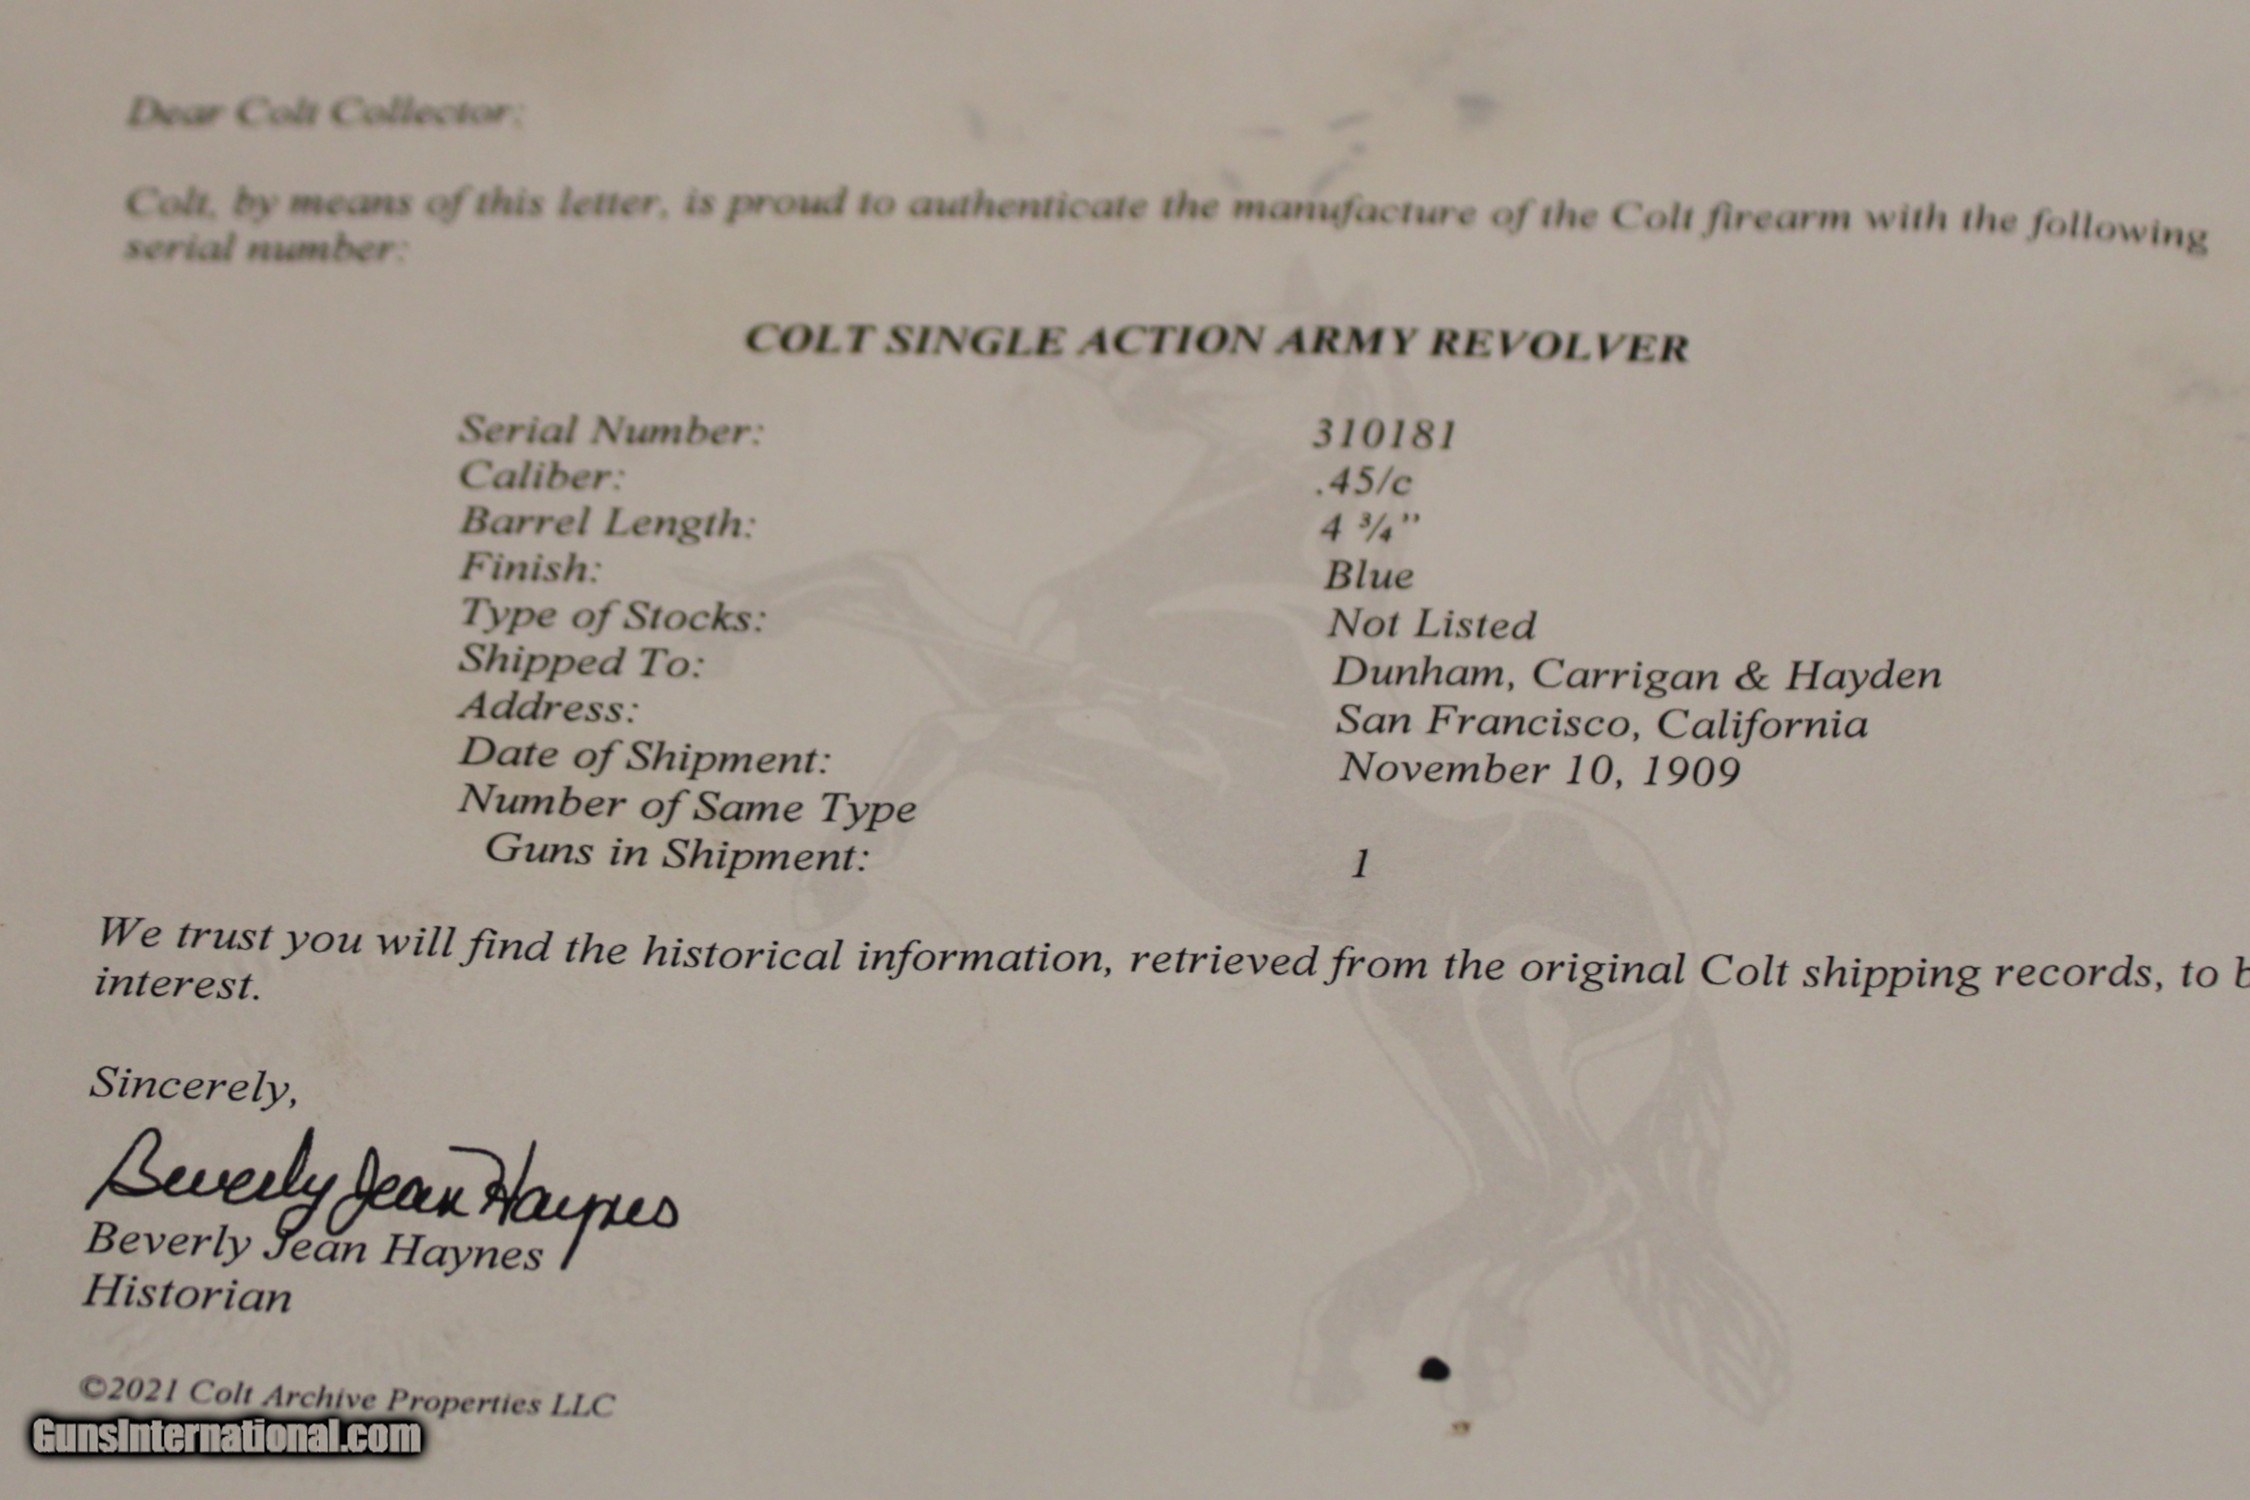 Dear Colt Collector:
Colt, by means of this letter, is proud to authenticate the manufacture of the Colt firearm with the following
serial number:
COLT SINGLE ACTION ARMY REVOLVER
Serial Number: 310181
Caliber: .45/c
Barrel Length: 4 ¾”
Finish: Blue
Type of Stocks: Not Listed
Shipped To: Dunham, Carrigan & Hayden
Address: San Francisco, California
Date of Shipment: November 10, 1909
Number of Same Type
Guns in Shipment: 1
We trust you will find the historical information, retrieved from the original Colt shipping records, to b
interest.
Sincerely,
Beverly Jean Haynes
Beverly Jean Haynes
Historian
©2021 Colt Archive Properties LLC
GunsInternational.com